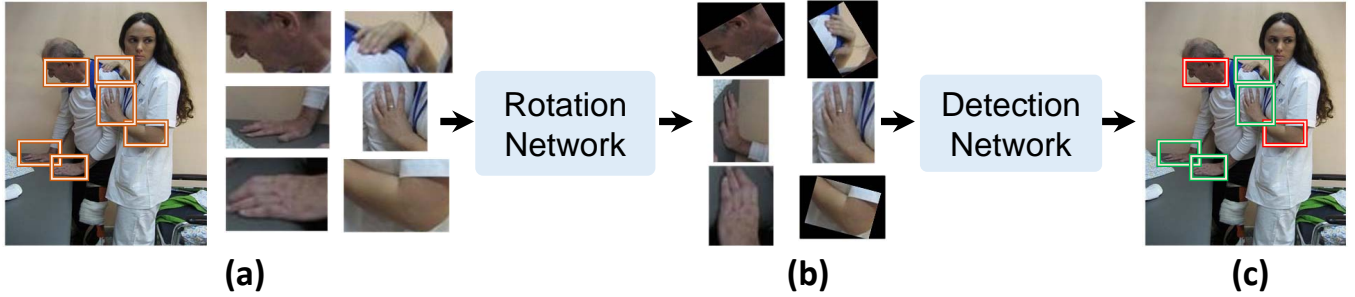 Rotation
Network
Detection
Network
(a)
(b)
(c)